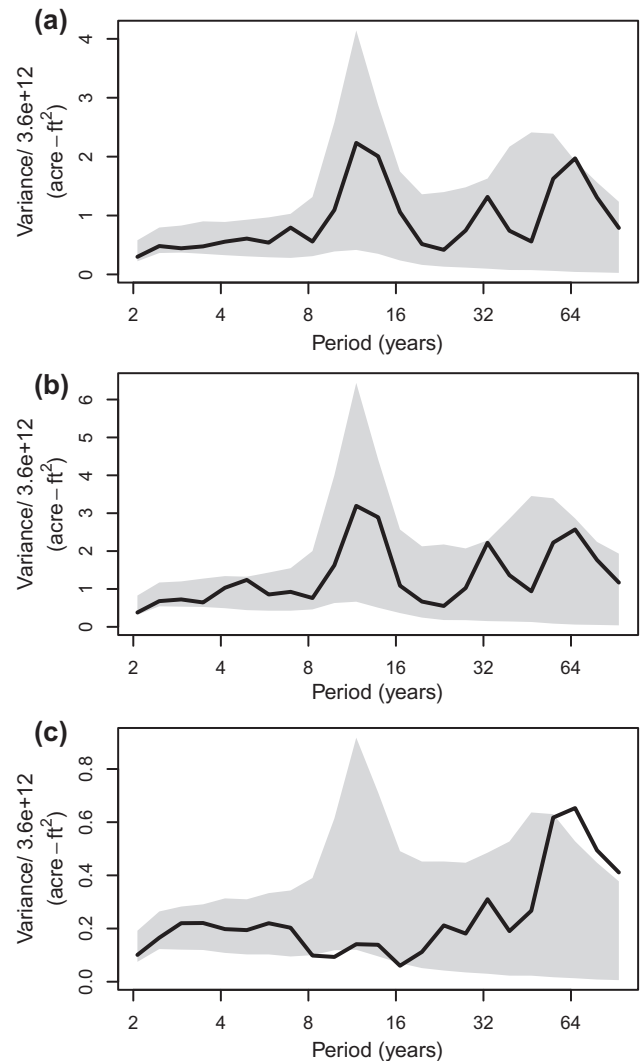 (a)
Variance/ 3.6e+12
(acre−ft²)
4
3
2
1
0
2 4 8 16 32 64
Period (years)
(b)
Variance/ 3.6e+12
(acre−ft²)
6
5
4
3
2
1
0
2 4 8 16 32 64
Period (years)
(c)
Variance/ 3.6e+12
(acre−ft²)
0.8
0.6
0.4
0.2
0.0
2 4 8 16 32 64
Period (years)